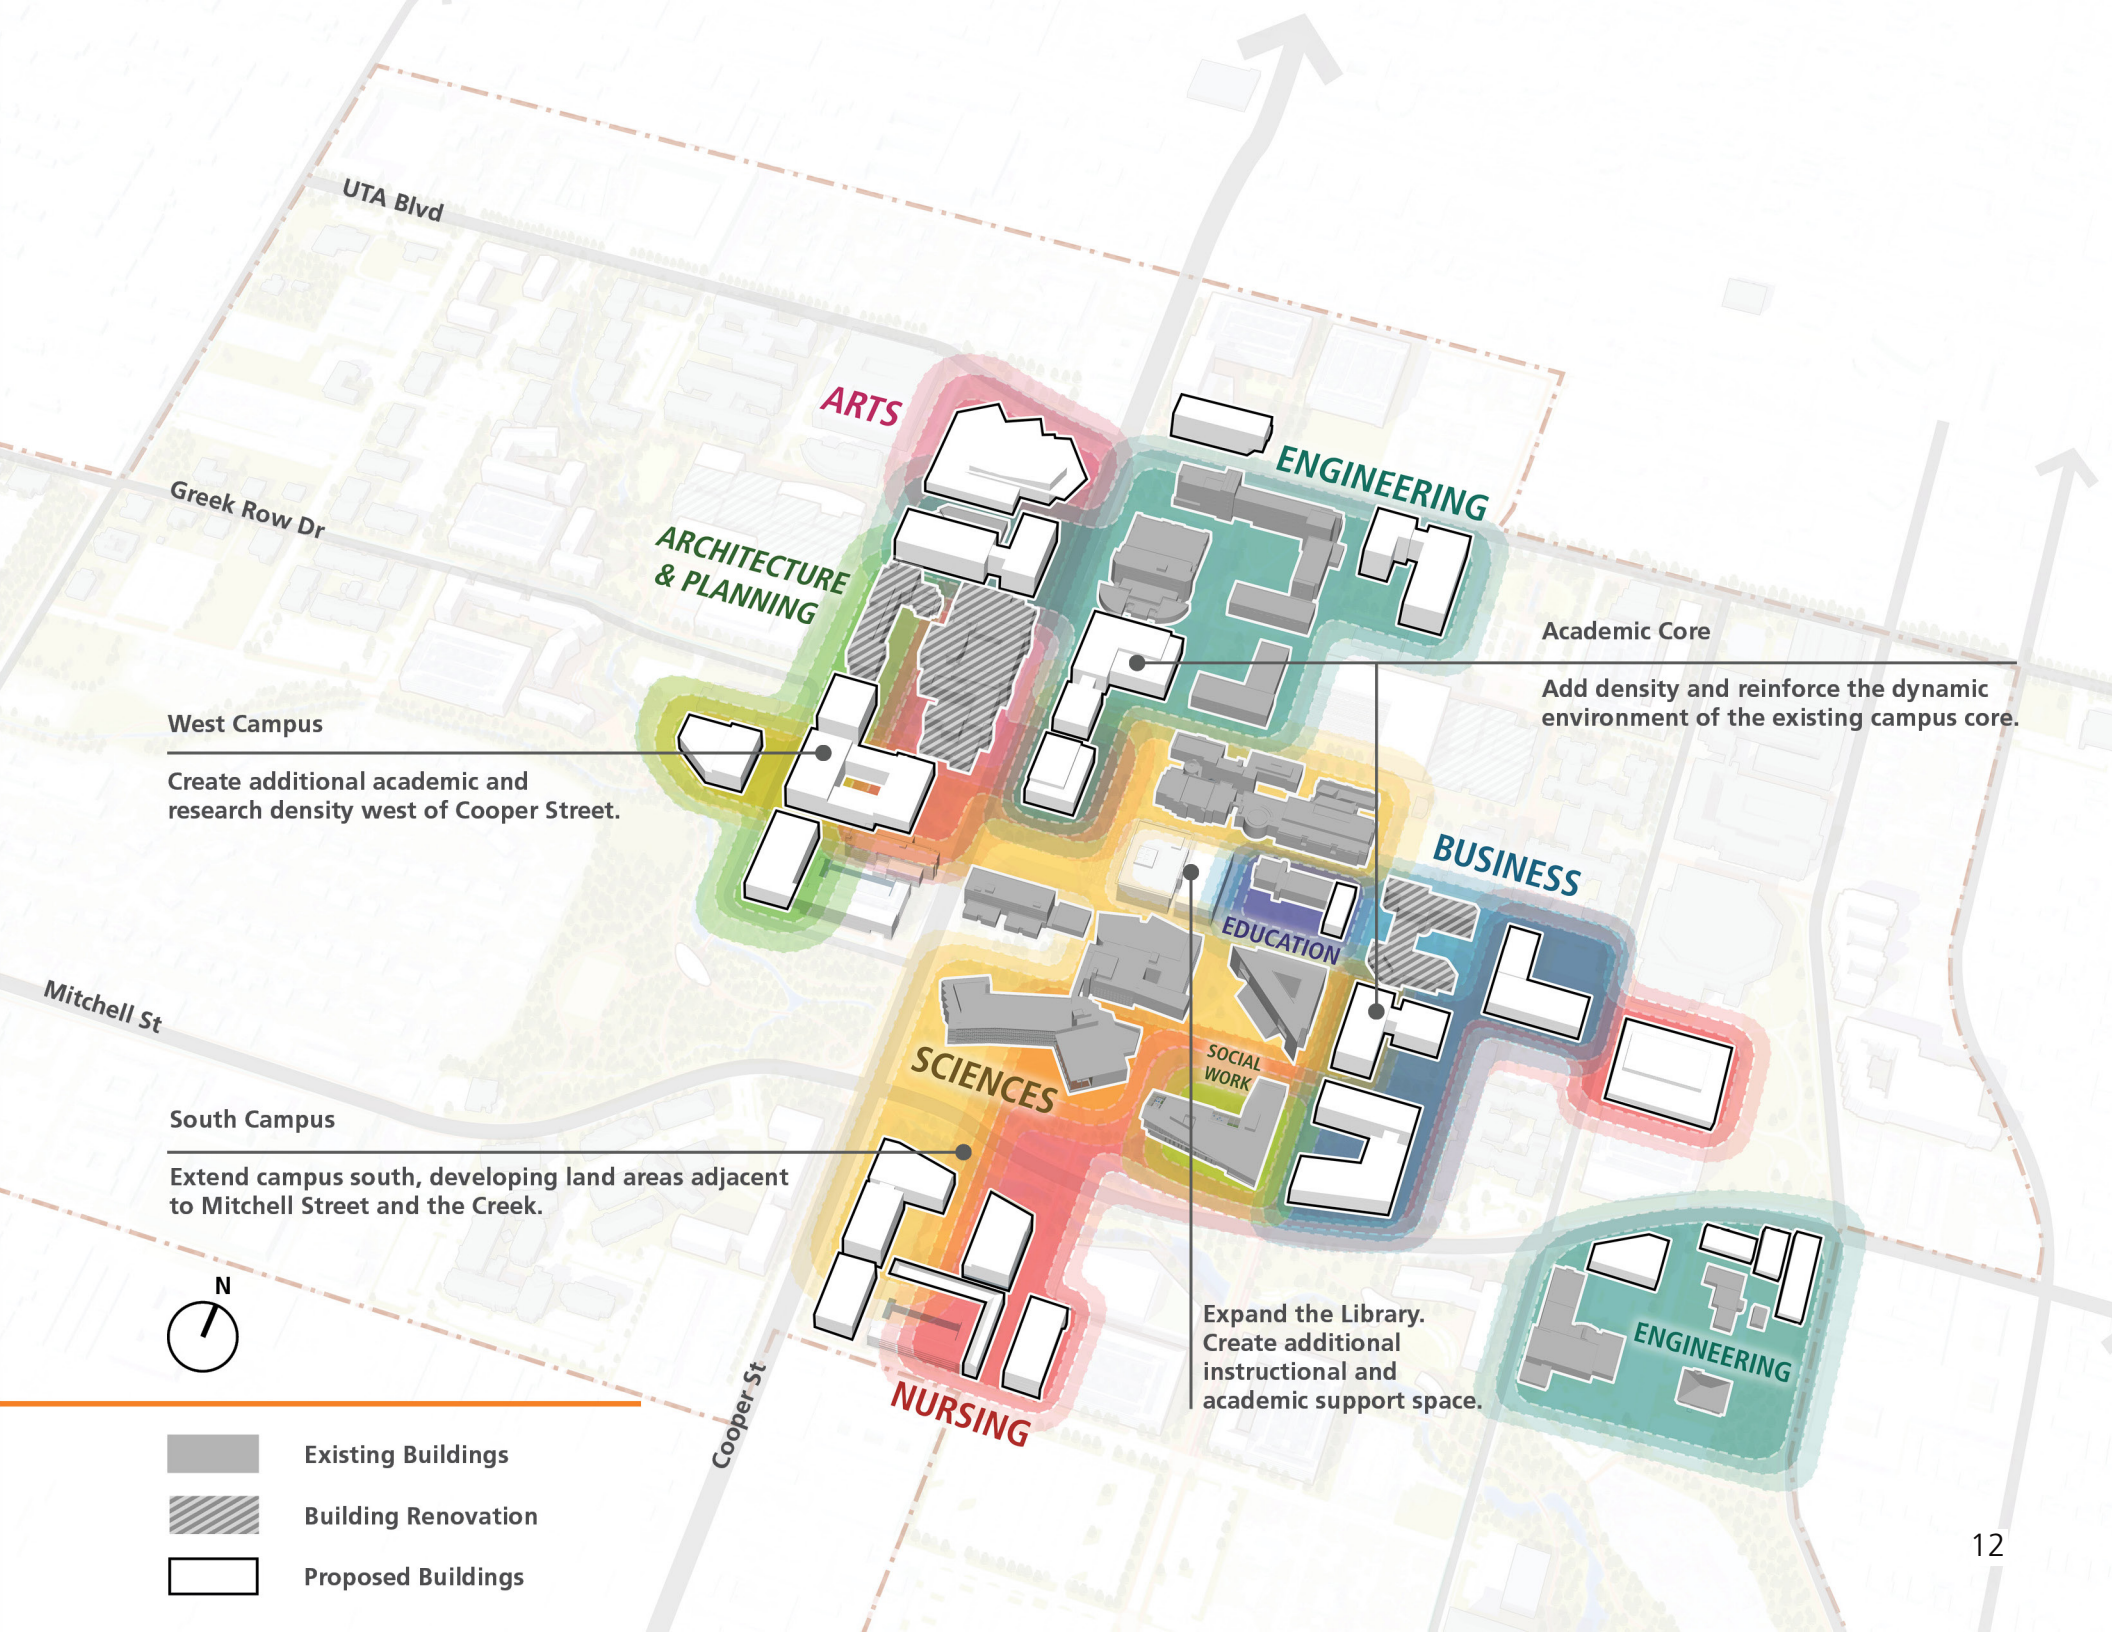 UTA Blvd
ARTS
ENGINEERING
Greek Row Dr
ARCHITECTURE
& PLANNING
Academic Core
Add density and reinforce the dynamic
environment of the existing campus core.
West Campus
Create additional academic and
research density west of Cooper Street.
BUSINESS
EDUCATION
Mitchell St
SCIENCES
SOCIAL
WORK
South Campus
Extend campus south, developing land areas adjacent
to Mitchell Street and the Creek.
N
Expand the Library.
Create additional
instructional and
academic support space.
ENGINEERING
NURSING
Cooper St
Existing Buildings
Building Renovation
Proposed Buildings
12